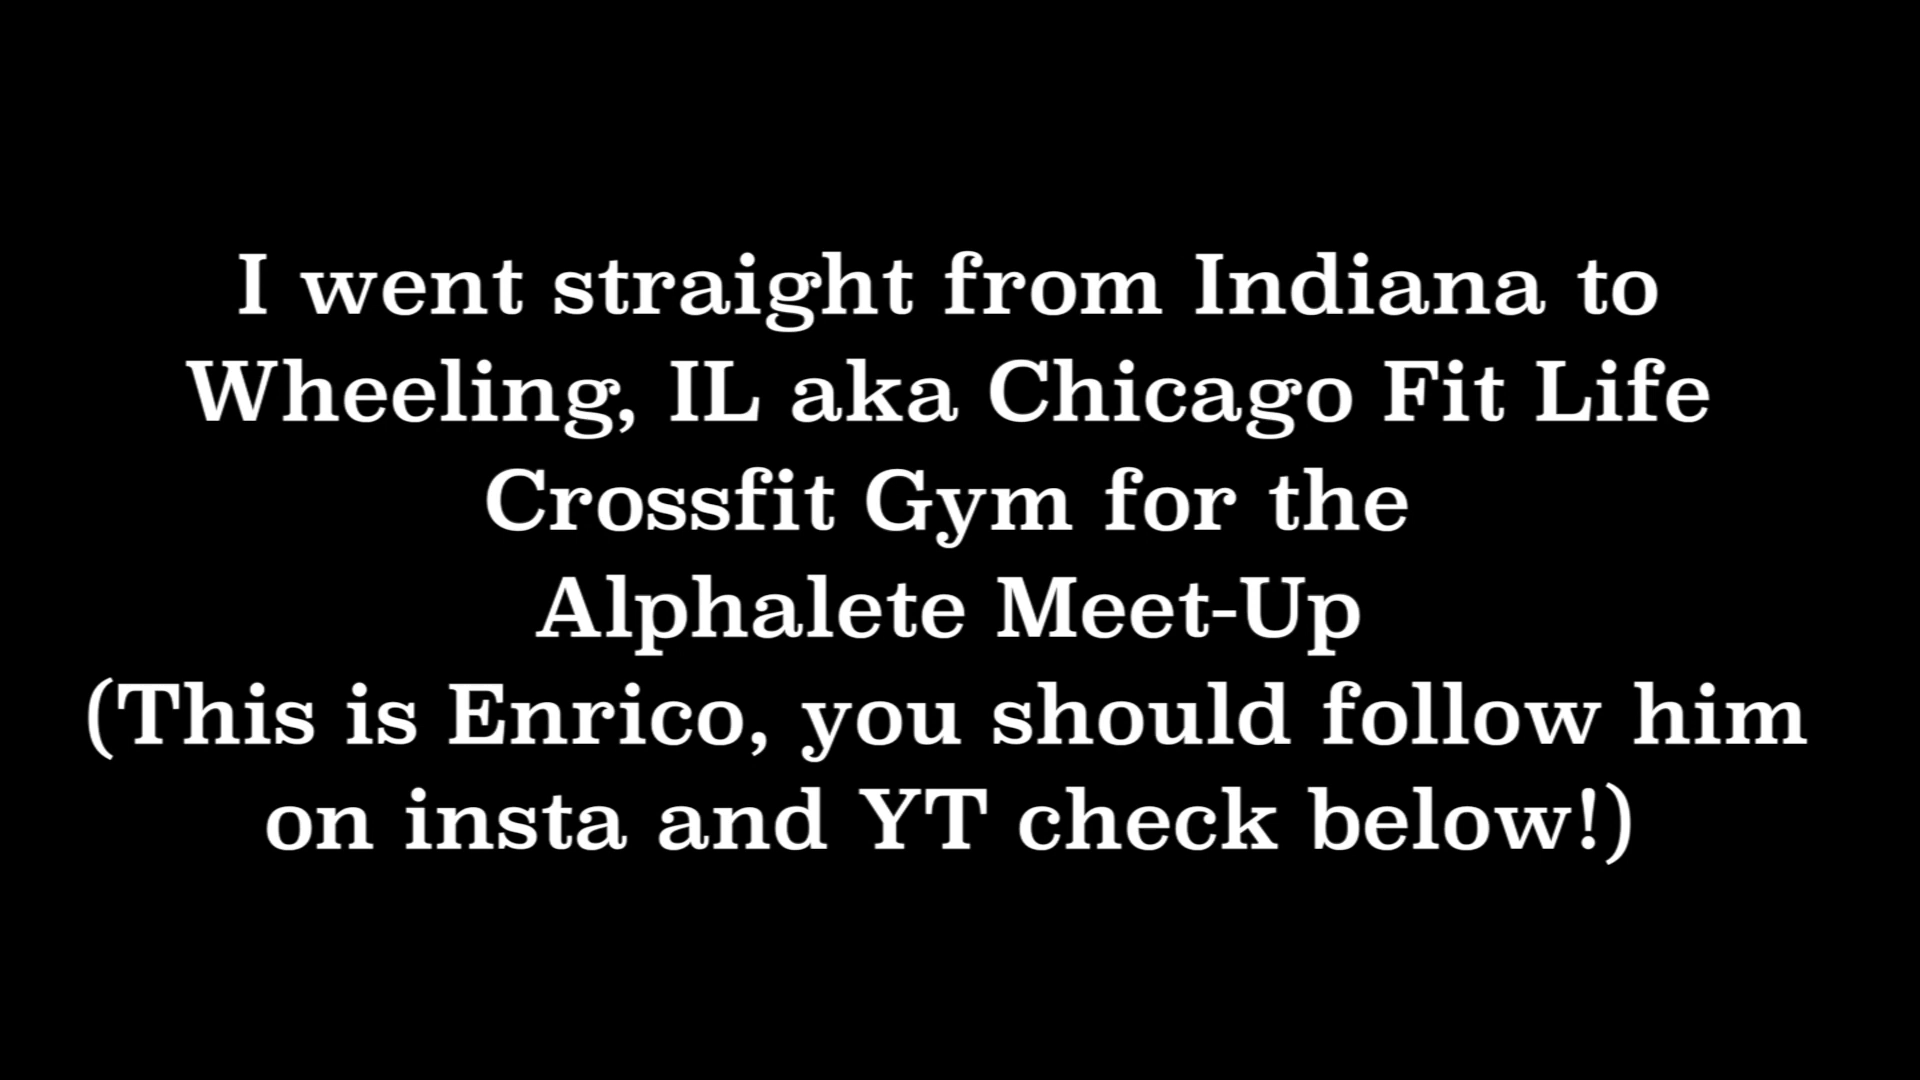 I went straight from Indiana to
Wheeling, IL aka Chicago Fit Life
Crossfit Gym for the
Alphalete Meet-Up
(This is Enrico, you should follow him
on insta and YT check below!)